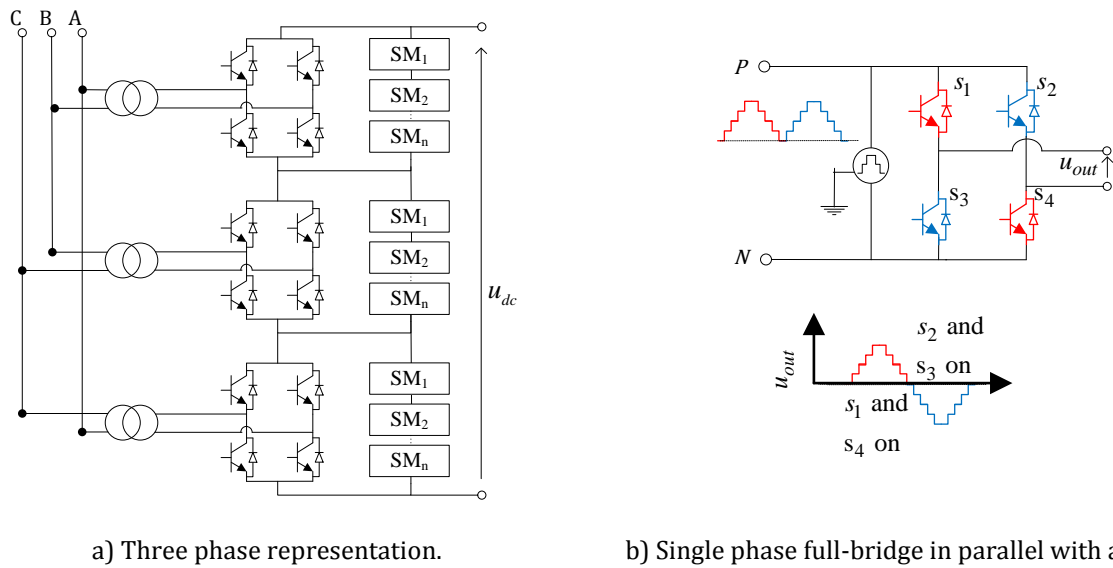 C B A
SM1
SM2
SMn
SM1
SM2
SMn
SM1
SM2
SMn
udc
P
s1
s2
uout
s3
s4
N
uout
s2 and
s3 on
s1 and
s4 on
a) Three phase representation.
b) Single phase full-bridge in parallel with a